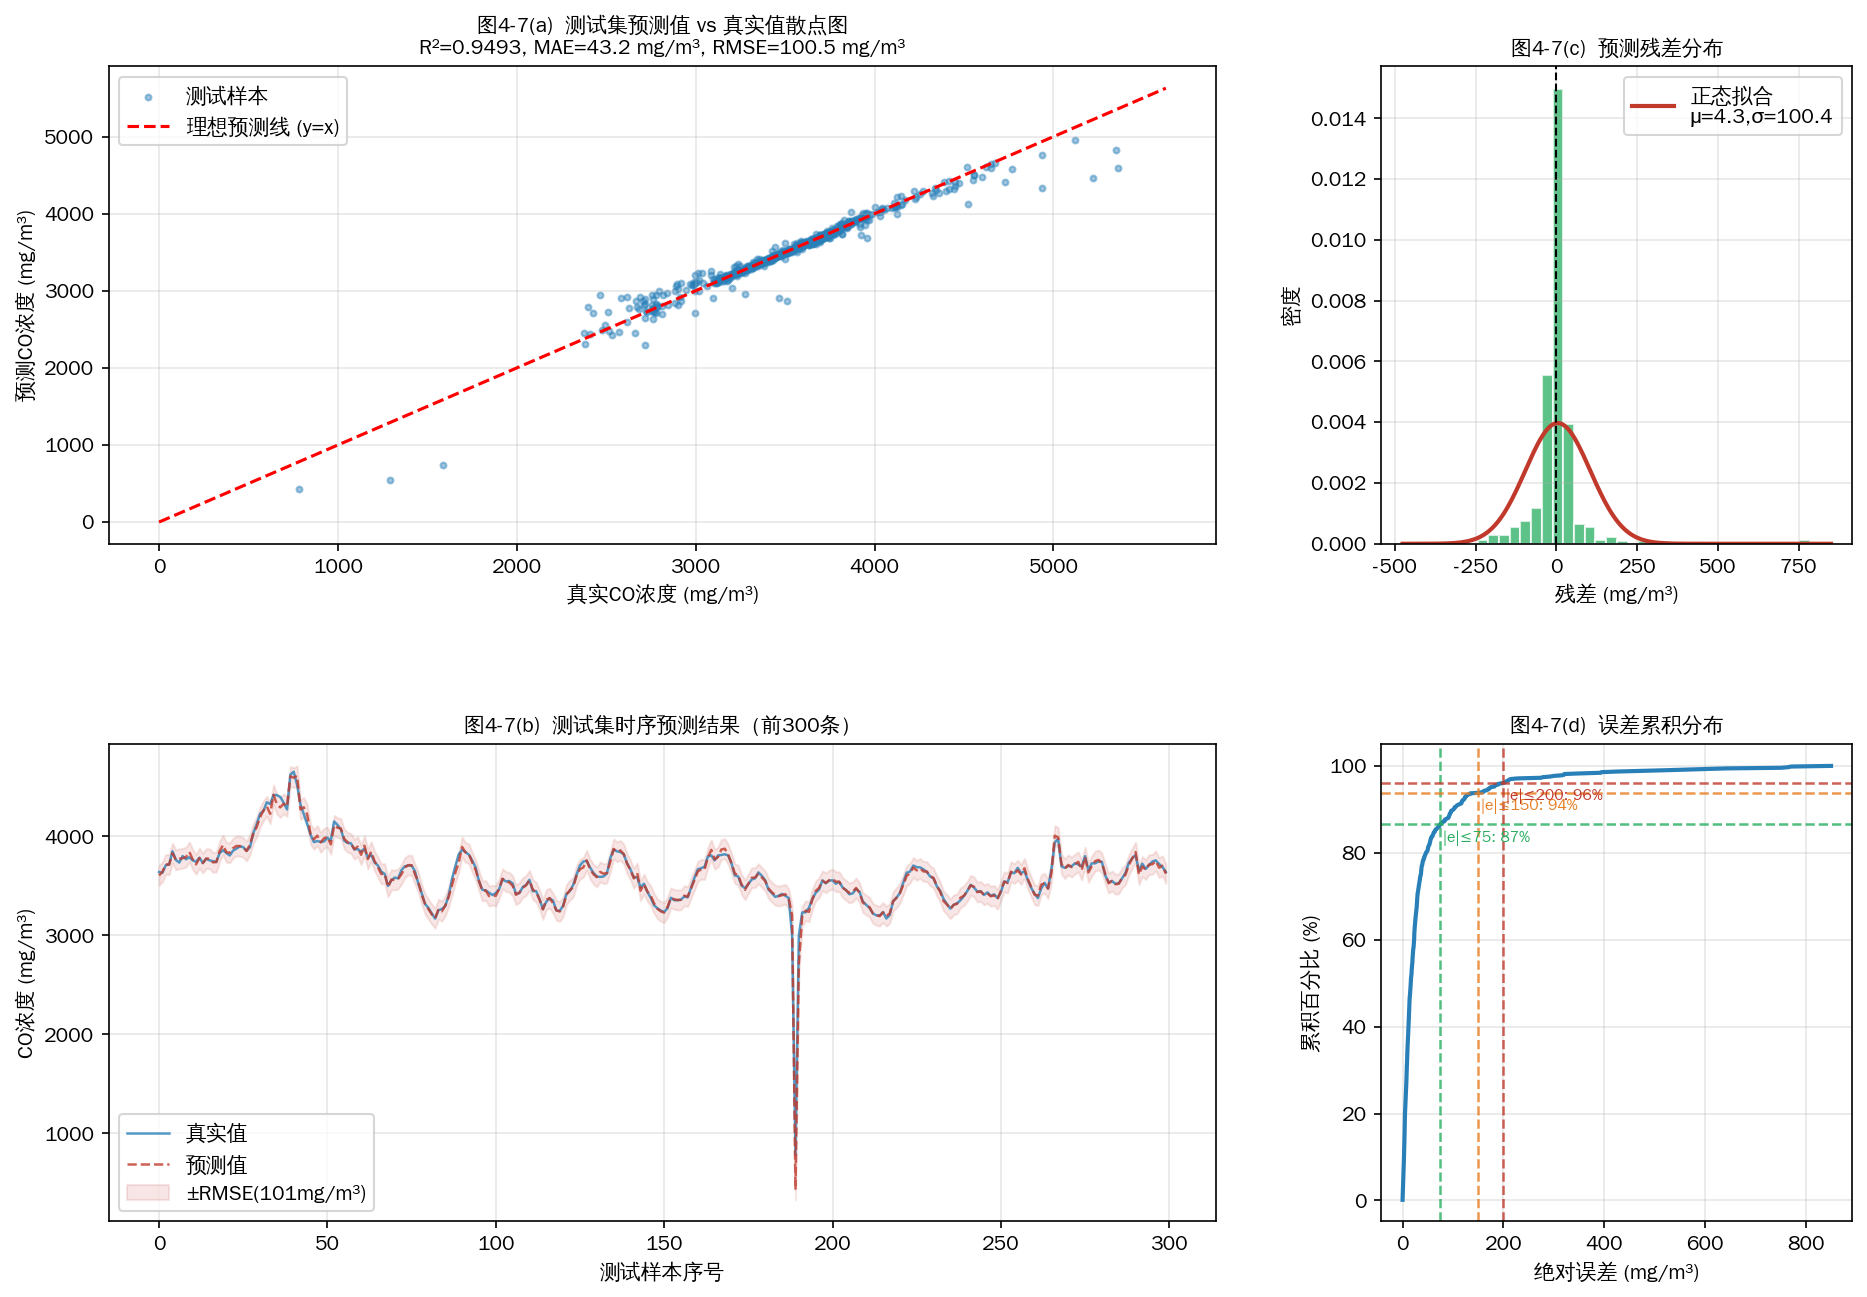 图4-7(a) 测试集预测值 vs 真实值散点图
R²=0.9493, MAE=43.2 mg/m³, RMSE=100.5 mg/m³
测试样本
理想预测线 (y=x)
预测CO浓度 (mg/m³)
5000
4000
3000
2000
1000
0
0 1000 2000 3000 4000 5000
真实CO浓度 (mg/m³)
图4-7(c) 预测残差分布
正态拟合
μ=4.3,σ=100.4
密度
0.014
0.012
0.010
0.008
0.006
0.004
0.002
0.000
-500 -250 0 250 500 750
残差 (mg/m³)
图4-7(b) 测试集时序预测结果（前300条）
CO浓度 (mg/m³)
4000
3000
2000
1000
真实值
预测值
±RMSE(101mg/m³)
0 50 100 150 200 250 300
测试样本序号
图4-7(d) 误差累积分布
累积百分比 (%)
100
80
60
40
20
0
|e|≤200: 96%
|e|≤150: 94%
|e|≤75: 87%
0 200 400 600 800
绝对误差 (mg/m³)